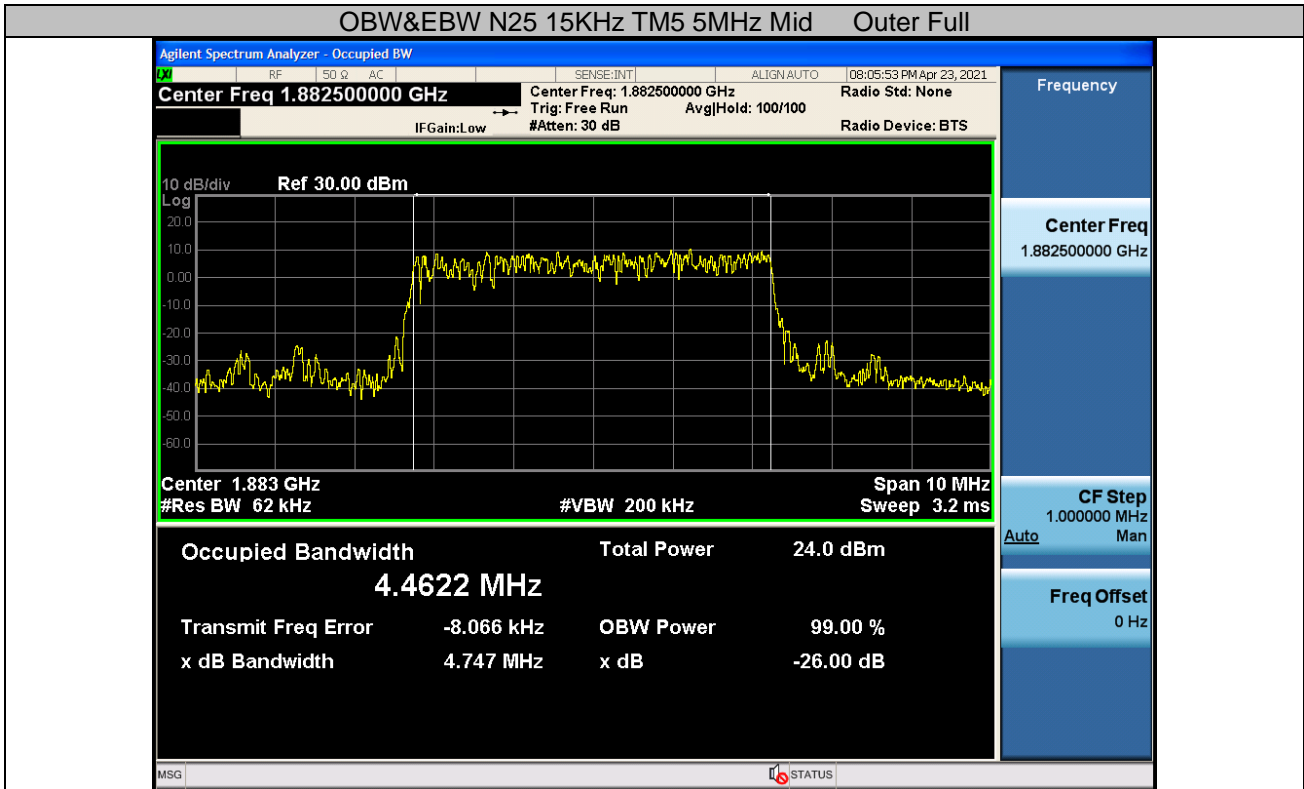 OBW&EBW N25 15KHz TM5 5MHz Mid Outer Full
Agilent Spectrum Analyzer - Occupied BW
LXI RF 50 Ω AC SENSE:INT ALIGN AUTO 08:05:53 PM Apr 23, 2021
Center Freq 1.882500000 GHz
Center Freq: 1.882500000 GHz
Radio Std: None
Trig: Free Run Avg|Hold: 100/100
IFGain:Low #Atten: 30 dB Radio Device: BTS
10 dB/div Ref 30.00 dBm
Log
20.0
10.0
0.00
-10.0
-20.0
-30.0
-40.0
-50.0
-60.0
Center 1.883 GHz Span 10 MHz
#Res BW 62 kHz #VBW 200 kHz Sweep 3.2 ms
Occupied Bandwidth Total Power 24.0 dBm
4.4622 MHz
Transmit Freq Error -8.066 kHz OBW Power 99.00 %
x dB Bandwidth 4.747 MHz x dB -26.00 dB
MSG STATUS
Frequency
Center Freq
1.882500000 GHz
CF Step
1.000000 MHz
Auto Man
Freq Offset
0 Hz